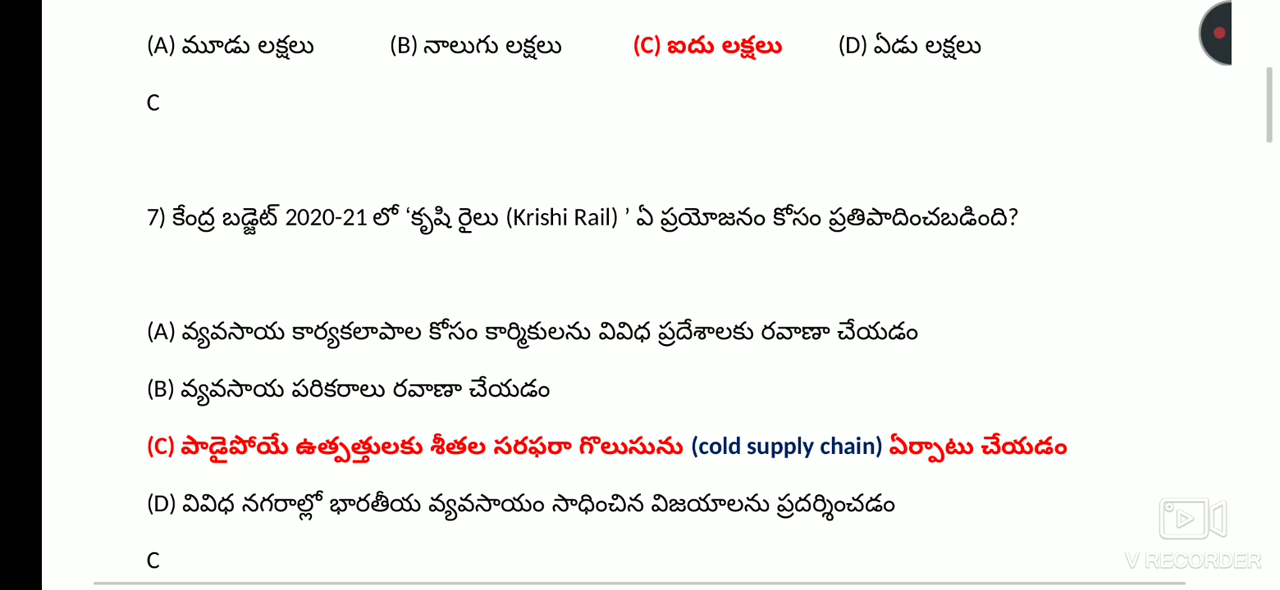 (A) మూడు లక్షలు (B) నాలుగు లక్షలు (C) ఐదు లక్షలు (D) ఏడు లక్షలు
C
7) కేంద్ర బడ్జెట్ 2020-21 లో ‘కృషి రైలు (Krishi Rail) ’ ఏ ప్రయోజనం కోసం ప్రతిపాదించబడింది?
(A) వ్యవసాయ కార్యకలాపాల కోసం కార్మికులను వివిధ ప్రదేశాలకు రవాణా చేయడం
(B) వ్యవసాయ పరికరాలు రవాణా చేయడం
(C) పాడైపోయే ఉత్పత్తులకు శీతల సరఫరా గొలుసును (cold supply chain) ఏర్పాటు చేయడం
(D) వివిధ నగరాల్లో భారతీయ వ్యవసాయం సాధించిన విజయాలను ప్రదర్శించడం
C
V RECORDER